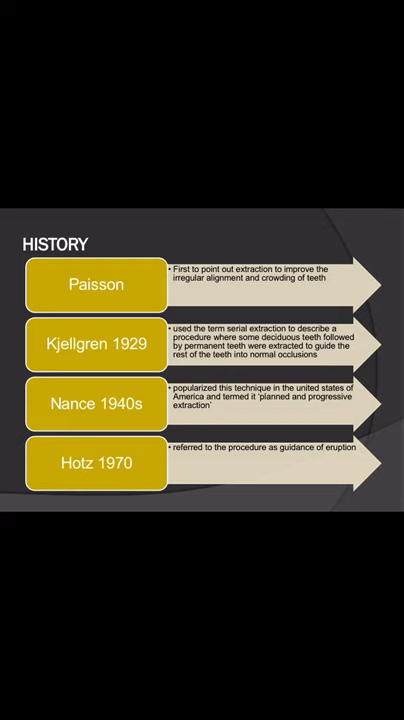 HISTORY
Paisson
• First to point out extraction to improve the
irregular alignment and crowding of teeth
Kjellgren 1929
• used the term serial extraction to describe a
procedure where some deciduous teeth followed
by permanent teeth were extracted to guide the
rest of the teeth into normal occlusions
Nance 1940s
• popularized this technique in the united states of
America and termed it 'planned and progressive
extraction'
Hotz 1970
• referred to the procedure as guidance of eruption